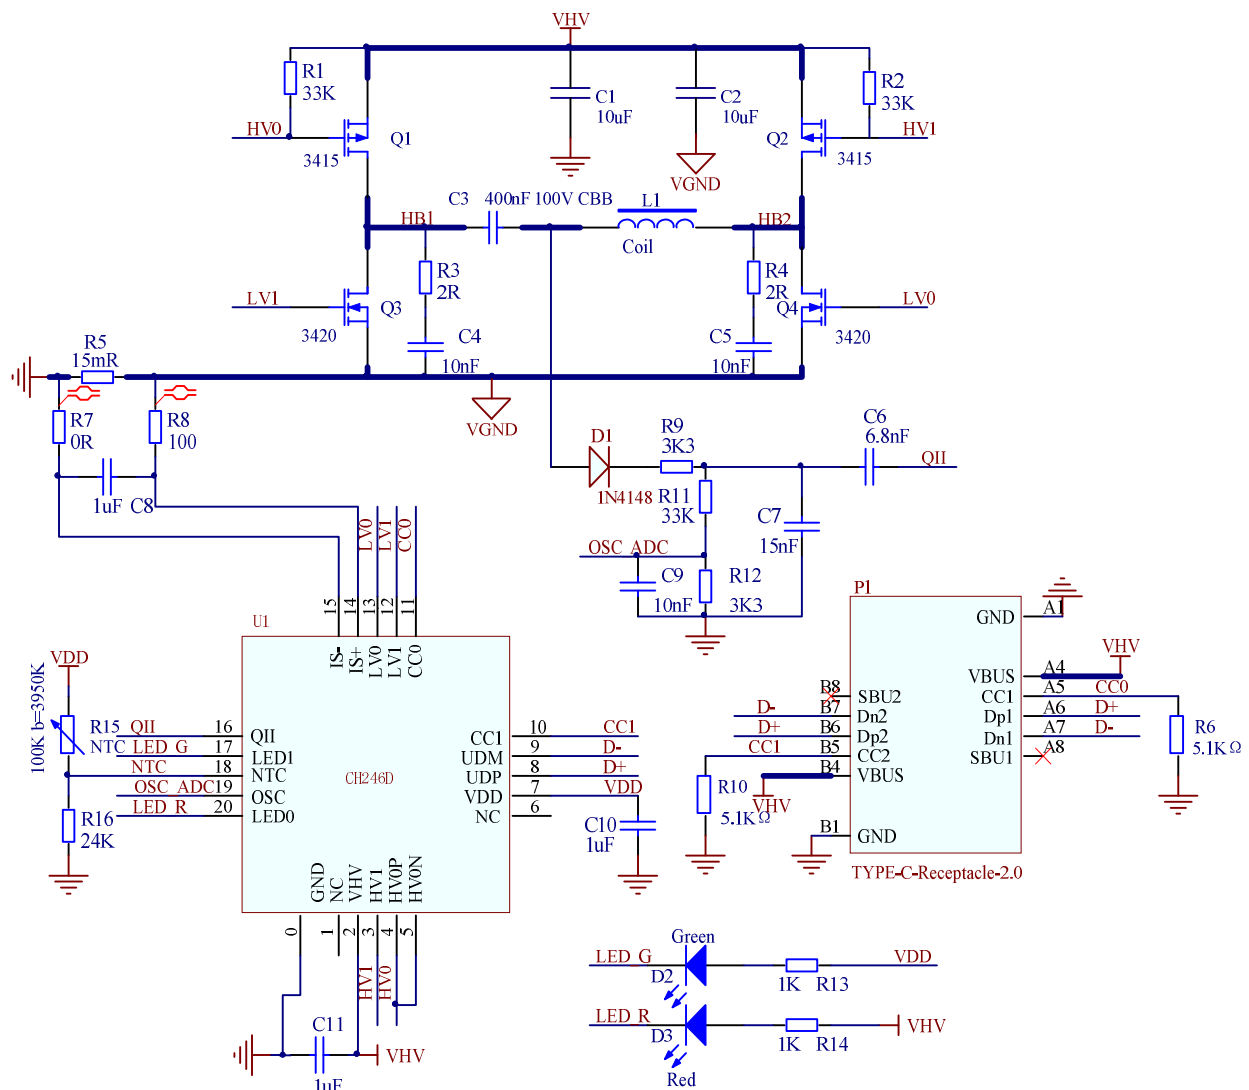 VHV
R1
33K
HV0
Q1
3415
C1
10uF
C2
10uF
VGND
R2
33K
Q2
3415
HV1
C3
400nF 100V CBB
L1
HB1
HB2
Coil
R3
2R
R4
2R
LV1
Q3
3420
Q4
3420
LV0
C4
10nF
C5
10nF
R5
15mR
VGND
R7
0R
R8
100
1uF C8
D1
1N4148
R9
3K3
C6
6.8nF
QII
R11
33K
C7
15nF
OSC_ADC
C9
10nF
R12
3K3
LV0
LV1
CC0
15
14
13
12
11
U1
IS-
IS+
LV0
LV1
CC0
VDD
100K b=3950K
R15
NTC
QII
16
QII
LED_G
17
LED1
NTC
18
NTC
OSC_ADC
19
OSC
LED_R
20
LED0
R16
24K
CH246D
CC1
10
CC1
UDM
9
D-
UDP
8
D+
VDD
7
VDD
NC
6
C10
1uF
GND
NC
VHV
HV1
HV0P
HV0N
0
1
2
3
4
5
HV1
HV0
C11
1uF
VHV
P1
GND
A1
VHV
VBUS
A4
CC1
A5
CC0
Dp1
A6
D+
Dn1
A7
D-
SBU1
A8
R6
5.1KΩ
B8
SBU2
D-
B7
Dn2
D+
B6
Dp2
CC1
B5
CC2
B4
VBUS
VHV
R10
5.1KΩ
B1
GND
TYPE-C-Receptacle-2.0
Green
LED_G
D2
1K R13
VDD
LED_R
D3
1K R14
VHV
Red